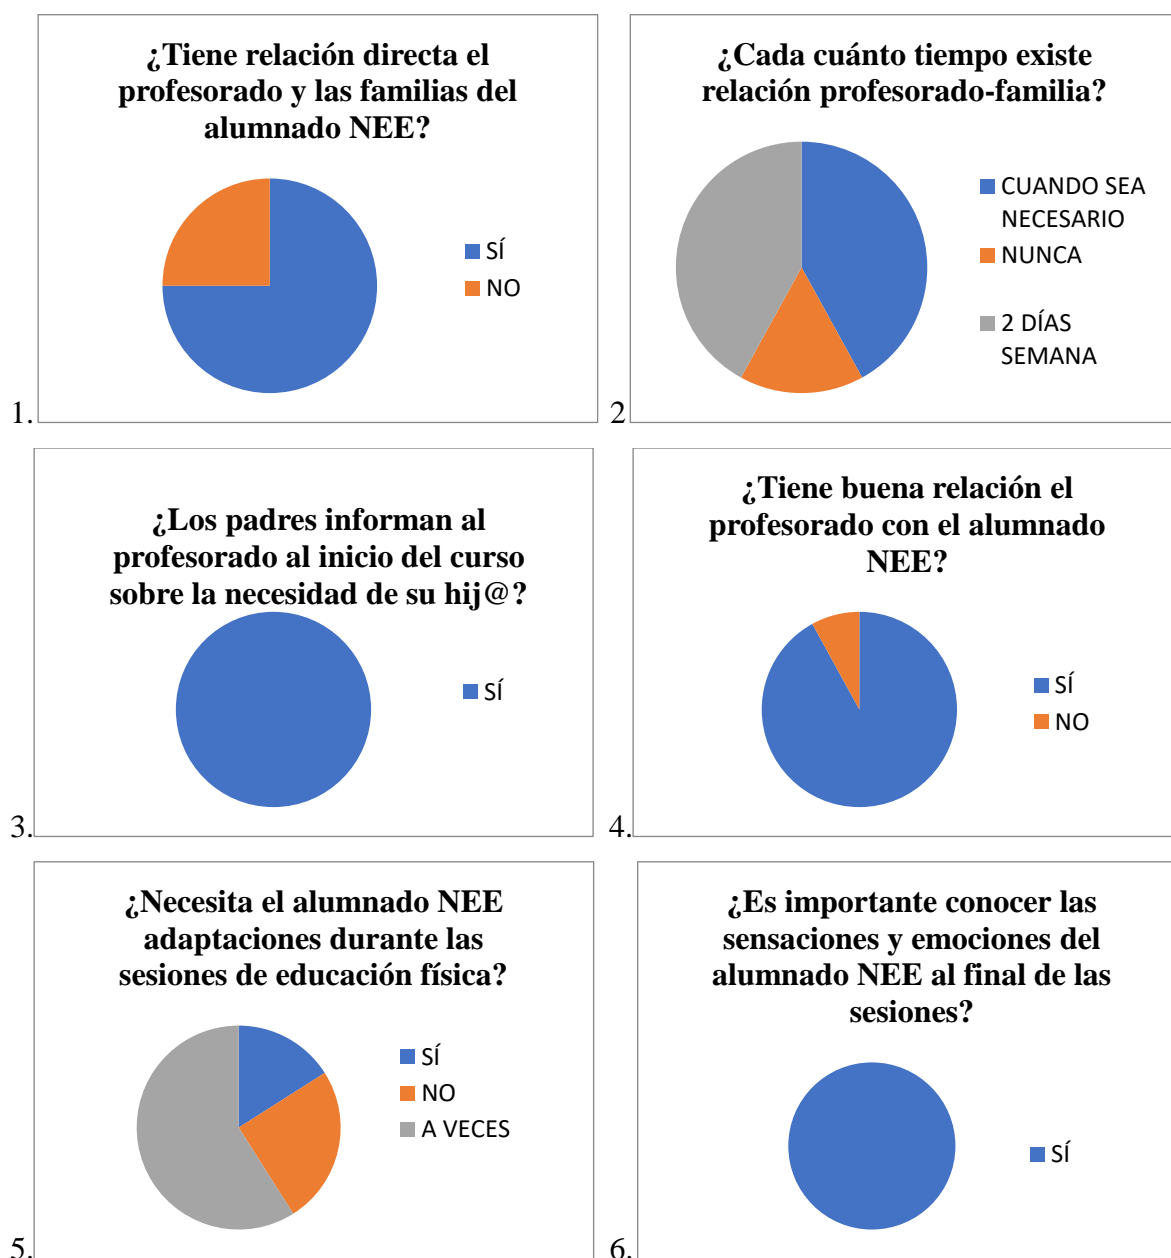 ¿Tiene relación directa el
profesorado y las familias del
alumnado NEE?
SÍ
NO
1.
¿Cada cuánto tiempo existe
relación profesorado-familia?
CUANDO SEA
NECESARIO
NUNCA
2 DÍAS
SEMANA
2
¿Los padres informan al
profesorado al inicio del curso
sobre la necesidad de su hij@?
SÍ
3.
¿Tiene buena relación el
profesorado con el alumnado
NEE?
SÍ
NO
4.
¿Necesita el alumnado NEE
adaptaciones durante las
sesiones de educación física?
SÍ
NO
A VECES
5.
¿Es importante conocer las
sensaciones y emociones del
alumnado NEE al final de las
sesiones?
SÍ
6.